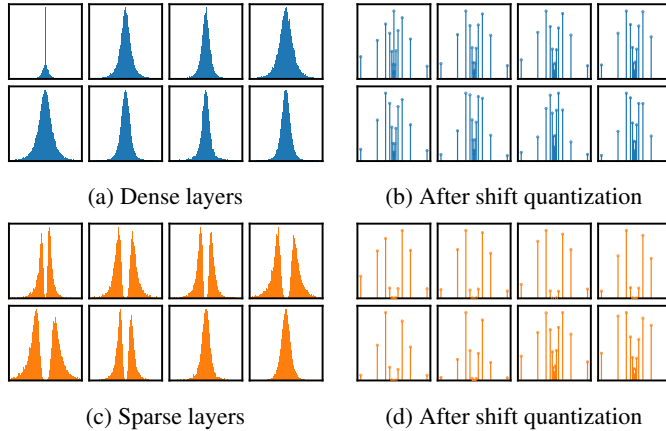 (a) Dense layers
(b) After shift quantization
(c) Sparse layers
(d) After shift quantization